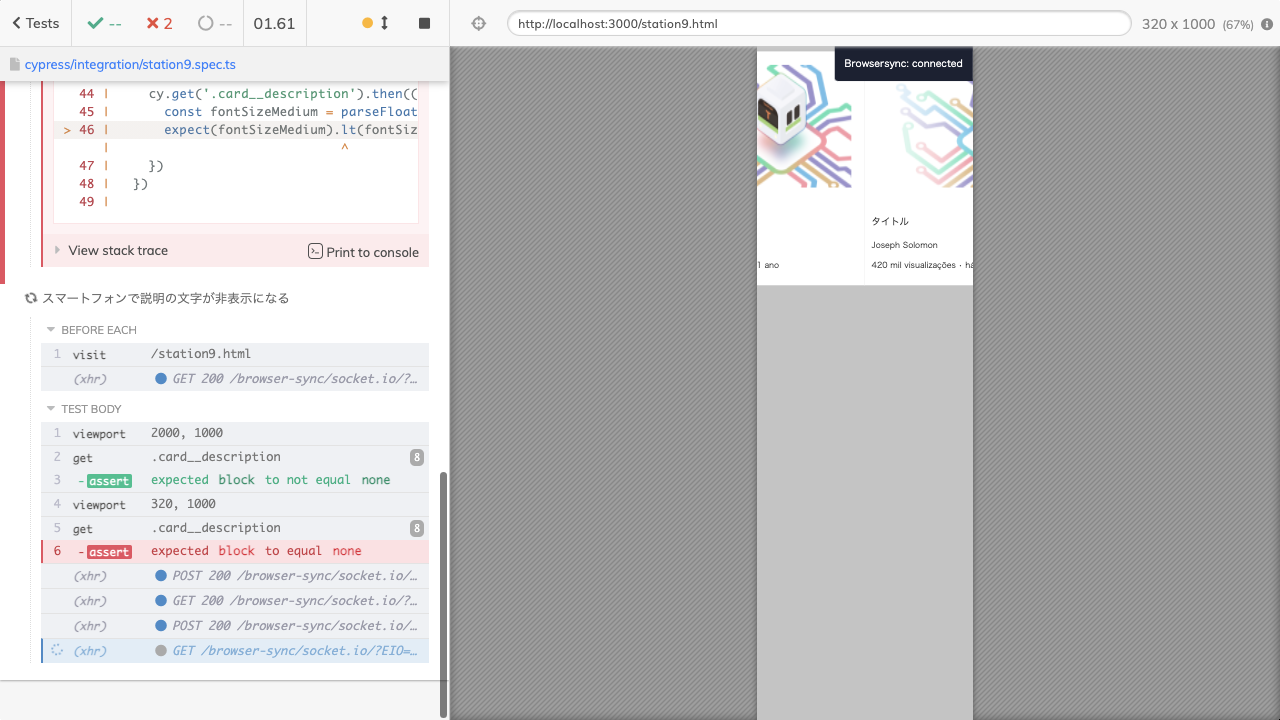 Tests
--
2
--
01.61
http://localhost:3000/station9.html
320 x 1000 (67%)
cypress/integration/station9.spec.ts
44 | cy.get('.card__description').then((
45 | const fontSizeMedium = parseFloat
> 46 | expect(fontSizeMedium).lt(fontSiz
| ^
47 | })
48 | })
49 |
View stack trace
Print to console
スマートフォンで説明の文字が非表示になる
BEFORE EACH
1 visit /station9.html
(xhr) GET 200 /browser-sync/socket.io/?…
TEST BODY
1 viewport 2000, 1000
2 get .card__description 8
3 -assert expected block to not equal none
4 viewport 320, 1000
5 get .card__description 8
6 -assert expected block to equal none
(xhr) POST 200 /browser-sync/socket.io/…
(xhr) GET 200 /browser-sync/socket.io/?…
(xhr) POST 200 /browser-sync/socket.io/…
(xhr) GET /browser-sync/socket.io/?EIO=…
Browsersync: connected
1 ano
タイトル
Joseph Solomon
420 mil visualizações · há